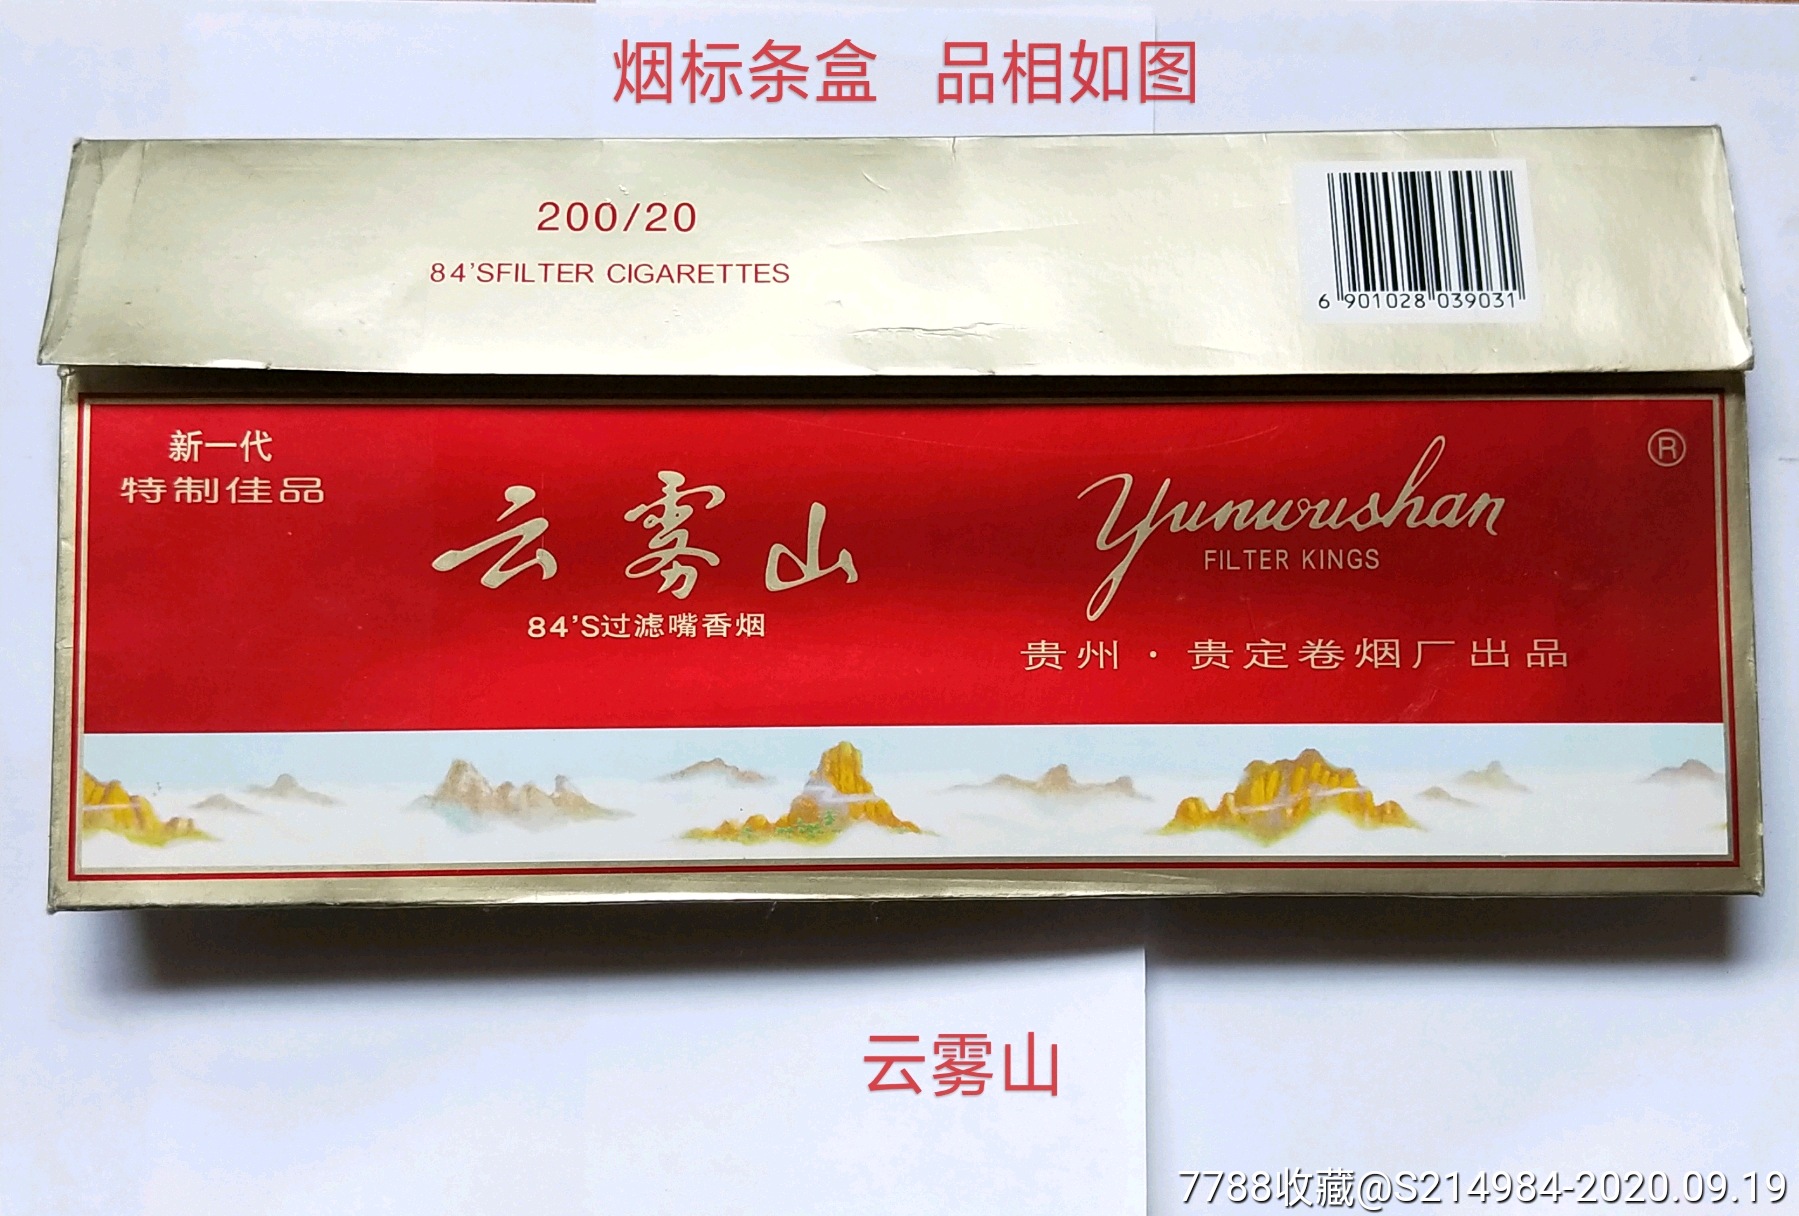 烟标条盒 品相如图
200/20
84'SFILTER CIGARETTES
6 901028 039031
新一代
特制佳品
云雾山
84'S过滤嘴香烟
Yunwushan
®
FILTER KINGS
贵州·贵定卷烟厂出品
云雾山
7788收藏@S214984-2020.09.19